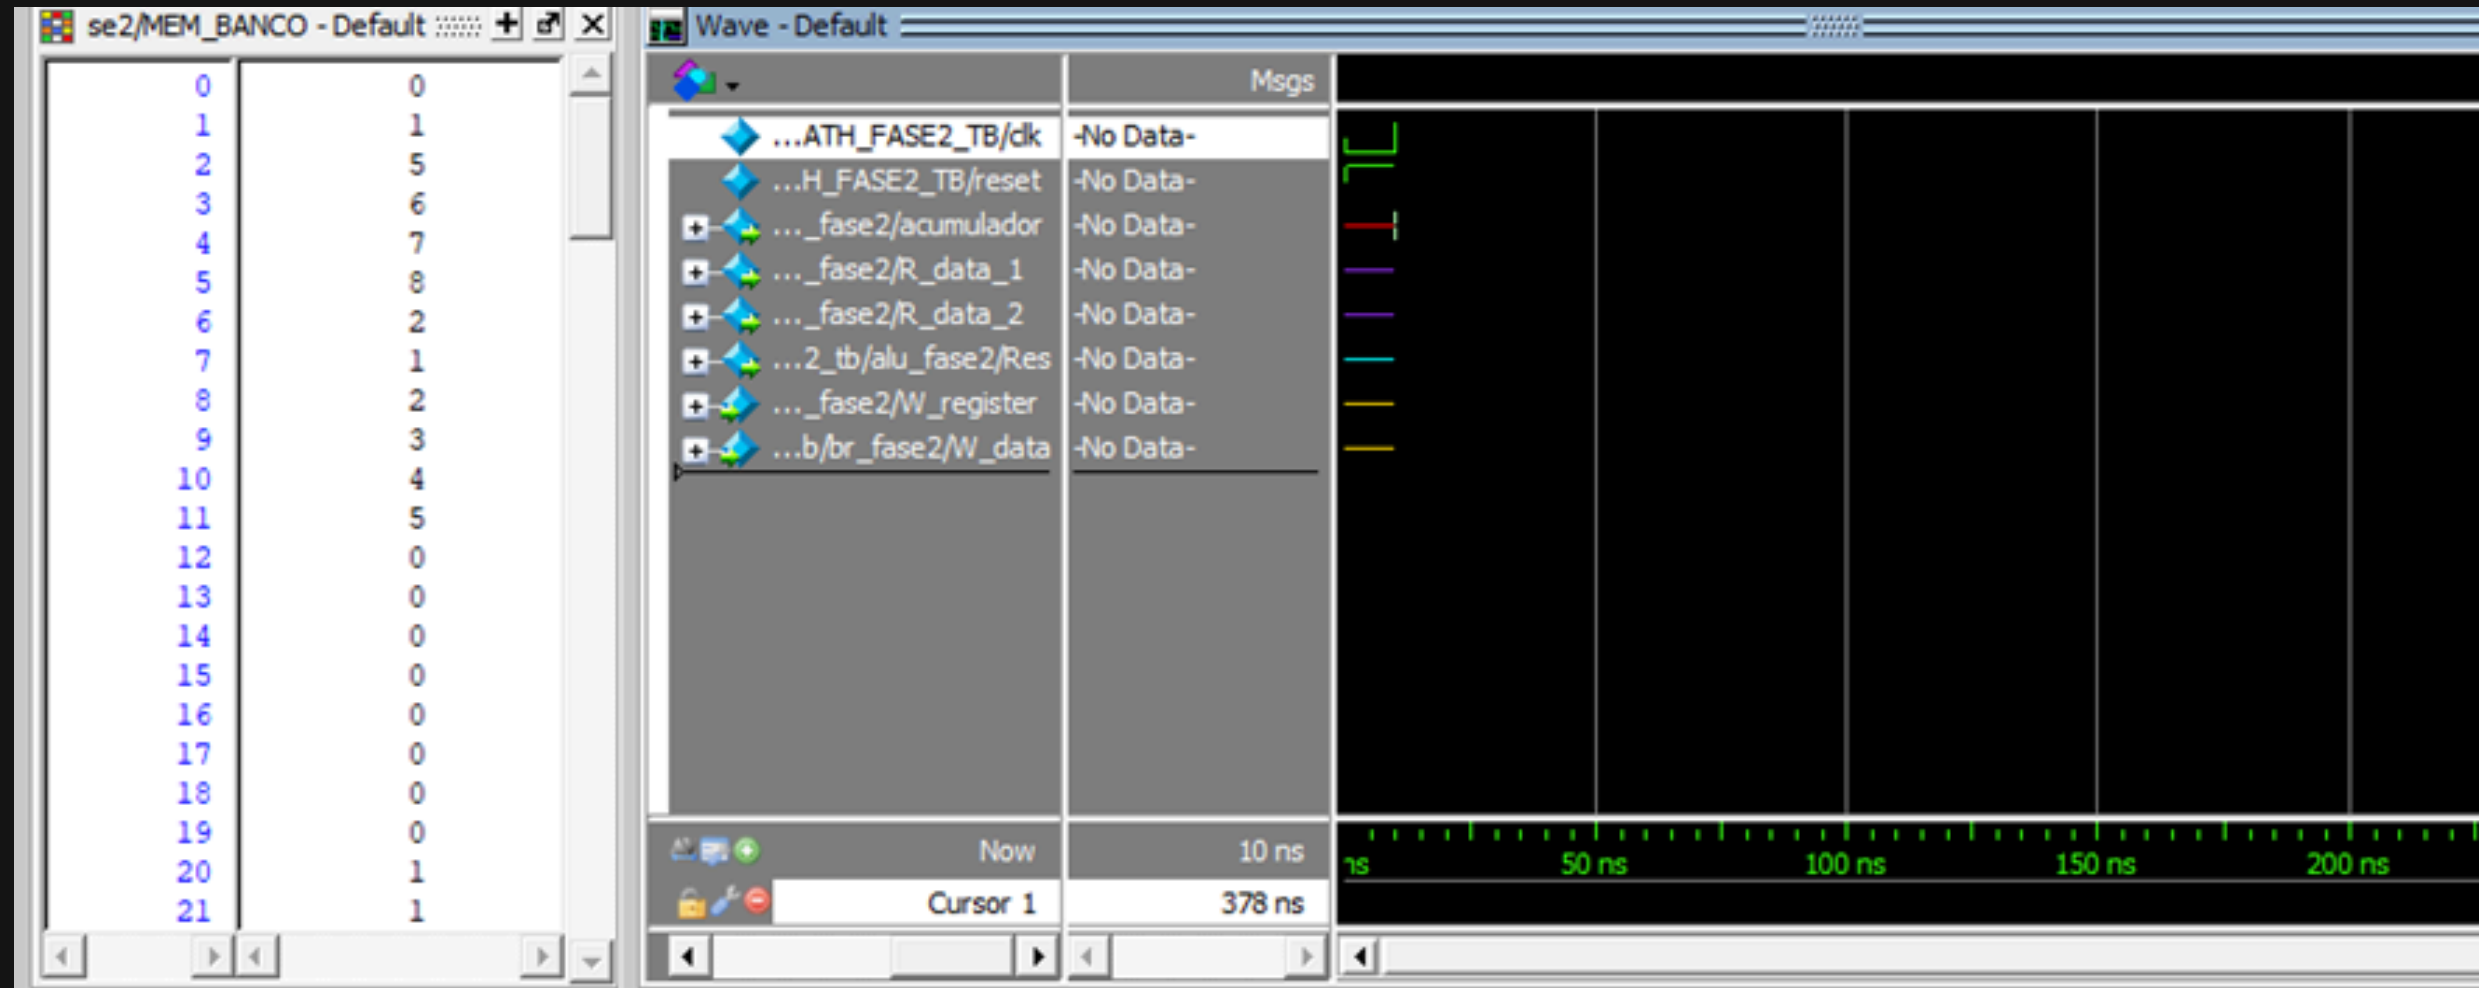 se2/MEM_BANCO - Default
0 0
1 1
2 5
3 6
4 7
5 8
6 2
7 1
8 2
9 3
10 4
11 5
12 0
13 0
14 0
15 0
16 0
17 0
18 0
19 0
20 1
21 1
Wave - Default
Msgs
...ATH_FASE2_TB/clk -No Data-
...H_FASE2_TB/reset -No Data-
..._fase2/acumulador -No Data-
..._fase2/R_data_1 -No Data-
..._fase2/R_data_2 -No Data-
...2_tb/alu_fase2/Res -No Data-
..._fase2/W_register -No Data-
...b/br_fase2/W_data -No Data-
Now 10 ns
ns 50 ns 100 ns 150 ns 200 ns
Cursor 1 378 ns